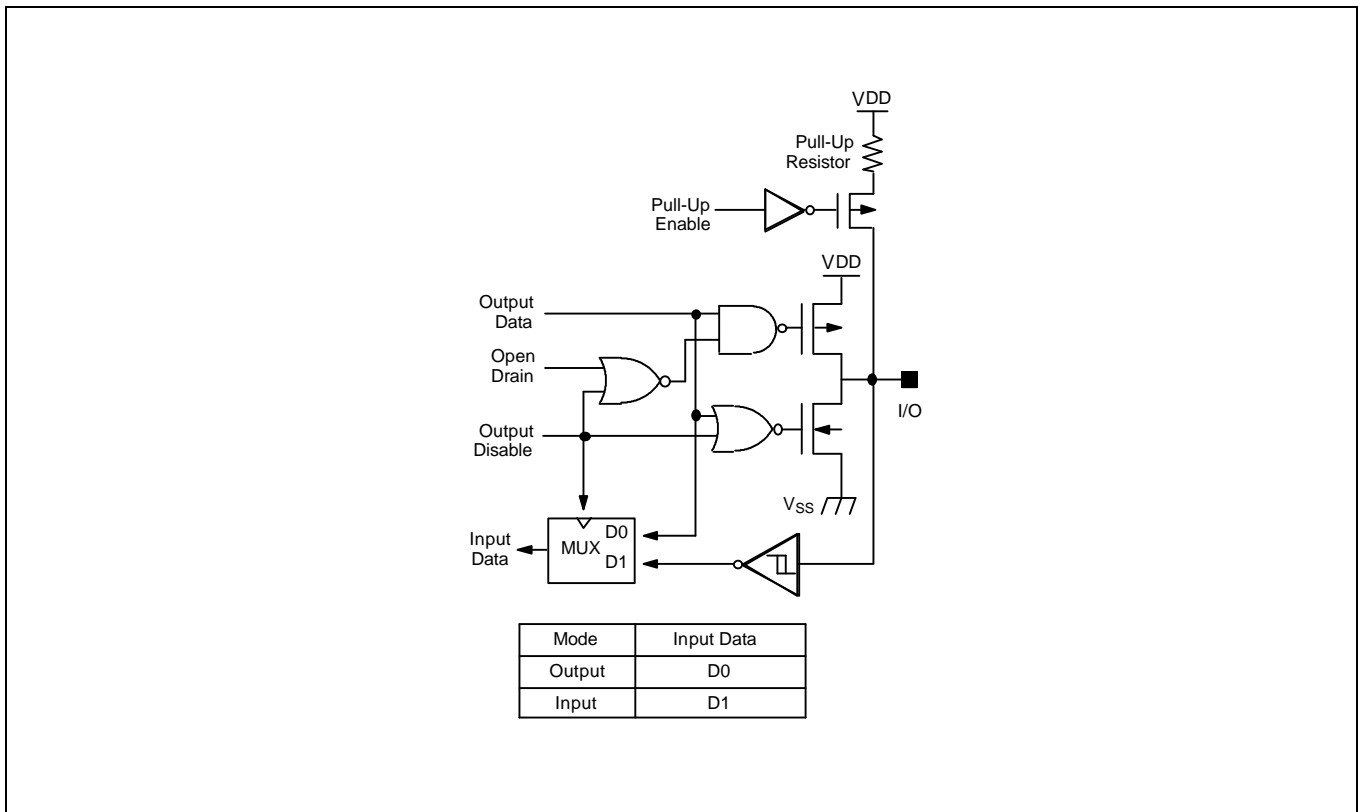 VDD
Pull-Up
Resistor
Pull-Up
Enable
VDD
Output
Data
Open
Drain
I/O
Output
Disable
VSS
Input
Data
MUX
D0
D1
Mode Input Data
Output D0
Input D1